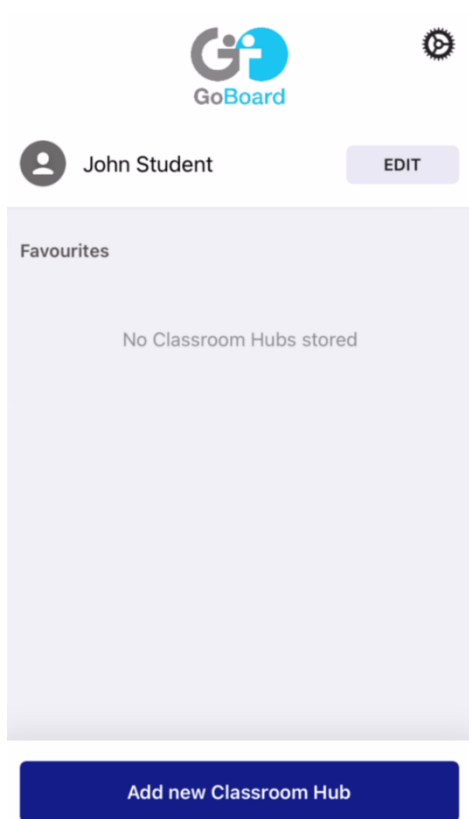 GoBoard
John Student
EDIT
Favourites
No Classroom Hubs stored
Add new Classroom Hub